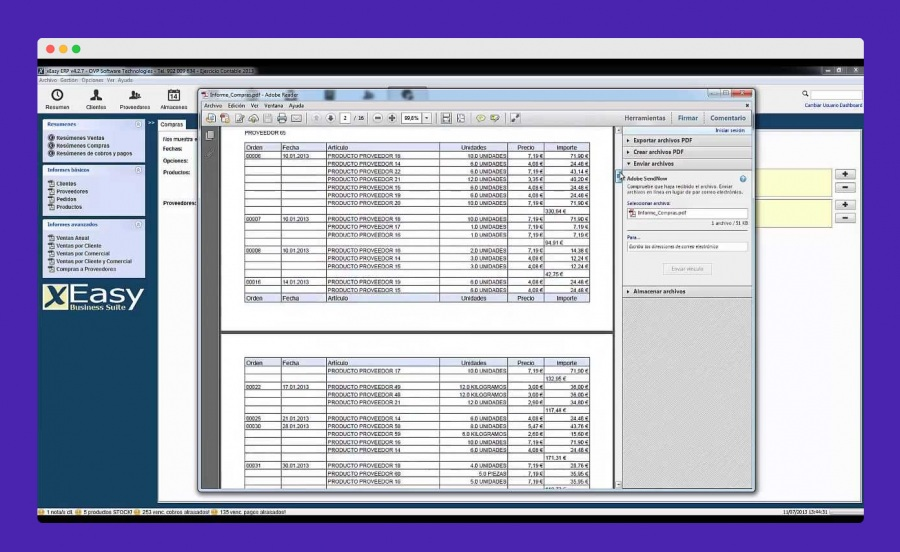 xEasy ERP v4.2.7 - OVP Software Technologies - Tel. 902 009 634 - Ejercicio Contable 2013
Archivo Gestión Opciones Ver Ayuda
Resumen Clientes Proveedores Almacenes
Cambiar Usuario Dashboard
Resúmenes
Resúmenes Ventas
Resúmenes Compras
Resúmenes de cobros y pagos
Informes básicos
Clientes
Proveedores
Pedidos
Productos
Informes avanzados
Ventas Anual
Ventas por Cliente
Ventas por Comercial
Ventas por Cliente y Comercial
Compras a Proveedores
xEasy
Business Suite
Compras
Nos muestra
Fechas:
Opciones:
Productos:
Proveedores:
Informe_Compras.pdf - Adobe Reader
Archivo Edición Ver Ventana Ayuda
2 / 16 99,6% Herramientas Firmar Comentario
Iniciar sesión
Exportar archivos PDF
Crear archivos PDF
Enviar archivos
Adobe SendNow
Compruebe que haya recibido el archivo. Enviar
archivos en línea en lugar de por correo electrónico.
Seleccionar archivo:
Informe_Compras.pdf
1 archivo / 51 KB
Para...
Escriba las direcciones de correo electrónico
Enviar vínculo
Almacenar archivos
PROVEEDOR 65
Orden Fecha Artículo Unidades Precio Importe
00006 10.01.2013 PRODUCTO PROVEEDOR 18 10.0 UNIDADES 7,19 € 71,90 €
PRODUCTO PROVEEDOR 14 6.0 UNIDADES 4,08 € 24,48 €
PRODUCTO PROVEEDOR 22 6.0 UNIDADES 7,19 € 43,14 €
PRODUCTO PROVEEDOR 21 12.0 UNIDADES 3,35 € 40,20 €
PRODUCTO PROVEEDOR 15 6.0 UNIDADES 4,08 € 24,48 €
PRODUCTO PROVEEDOR 19 6.0 UNIDADES 4,08 € 24,48 €
PRODUCTO PROVEEDOR 20 10.0 UNIDADES 7,19 € 71,90 €
00007 10.01.2013 PRODUCTO PROVEEDOR 18 10.0 UNIDADES 7,19 € 71,90 €
PRODUCTO PROVEEDOR 17 1.0 UNIDADES 7,19 € 7,19 €
PRODUCTO PROVEEDOR 16 1.0 UNIDADES 7,19 € 7,19 €
00008 10.01.2013 PRODUCTO PROVEEDOR 16 2.0 UNIDADES 7,19 € 14,38 €
PRODUCTO PROVEEDOR 14 3.0 UNIDADES 4,08 € 12,24 €
PRODUCTO PROVEEDOR 15 3.0 UNIDADES 4,08 € 12,24 €
42,75 €
00016 14.01.2013 PRODUCTO PROVEEDOR 19 6.0 UNIDADES 4,08 € 24,48 €
PRODUCTO PROVEEDOR 15 6.0 UNIDADES 4,08 € 24,48 €
Orden Fecha Artículo Unidades Precio Importe
Orden Fecha Artículo Unidades Precio Importe
PRODUCTO PROVEEDOR 17 10.0 UNIDADES 7,19 € 71,90 €
132,95 €
00022 17.01.2013 PRODUCTO PROVEEDOR 49 12.0 KILOGRAMOS 3,00 € 36,00 €
PRODUCTO PROVEEDOR 48 12.0 KILOGRAMOS 3,00 € 36,00 €
PRODUCTO PROVEEDOR 21 12.0 UNIDADES 2,90 € 34,80 €
117,48 €
00025 21.01.2013 PRODUCTO PROVEEDOR 14 6.0 UNIDADES 4,08 € 24,48 €
00030 28.01.2013 PRODUCTO PROVEEDOR 58 8.0 UNIDADES 5,47 € 43,76 €
PRODUCTO PROVEEDOR 59 6.0 KILOGRAMOS 2,60 € 15,60 €
PRODUCTO PROVEEDOR 16 10.0 UNIDADES 7,19 € 71,90 €
PRODUCTO PROVEEDOR 14 6.0 UNIDADES 4,08 € 24,48 €
171,31 €
00031 30.01.2013 PRODUCTO PROVEEDOR 18 4.0 UNIDADES 7,19 € 28,76 €
PRODUCTO PROVEEDOR 69 5.0 PIEZAS 7,19 € 35,95 €
PRODUCTO PROVEEDOR 16 5.0 UNIDADES 7,19 € 35,95 €
1 nota/s clt. 5 productos STOCK! 253 venc. cobros atrasados! 135 venc. pagos atrasados!
11/07/2013 13:44:51